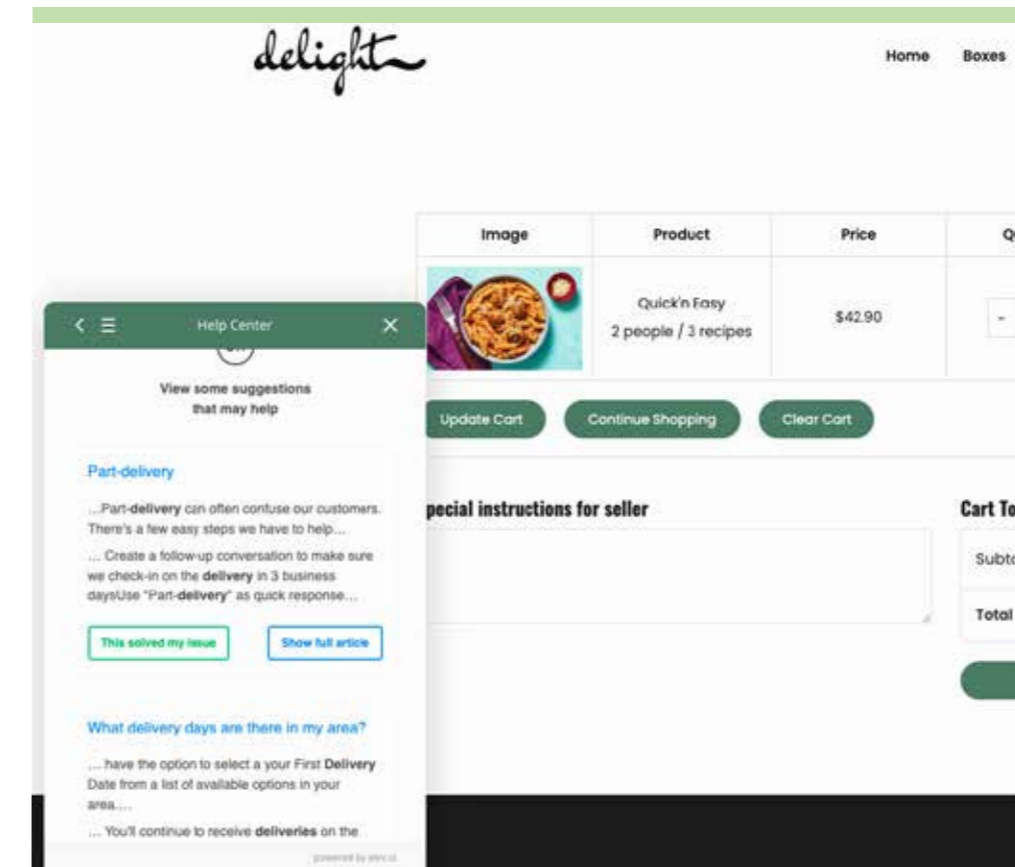 delight
Home Boxes
Image Product Price
Quick'n Easy
2 people / 3 recipes
$42.90
-
Update Cart Continue Shopping Clear Cart
pecial instructions for seller
Cart To
Subto
Total
Help Center
View some suggestions
that may help
Part-delivery
...Part-delivery can often confuse our customers.
There's a few easy steps we have to help...
... Create a follow-up conversation to make sure
we check-in on the delivery in 3 business
daysUse "Part-delivery" as quick response...
This solved my issue Show full article
What delivery days are there in my area?
.... have the option to select a your First Delivery
Date from a list of available options in your
area....
... You'll continue to receive deliveries on the
powered by